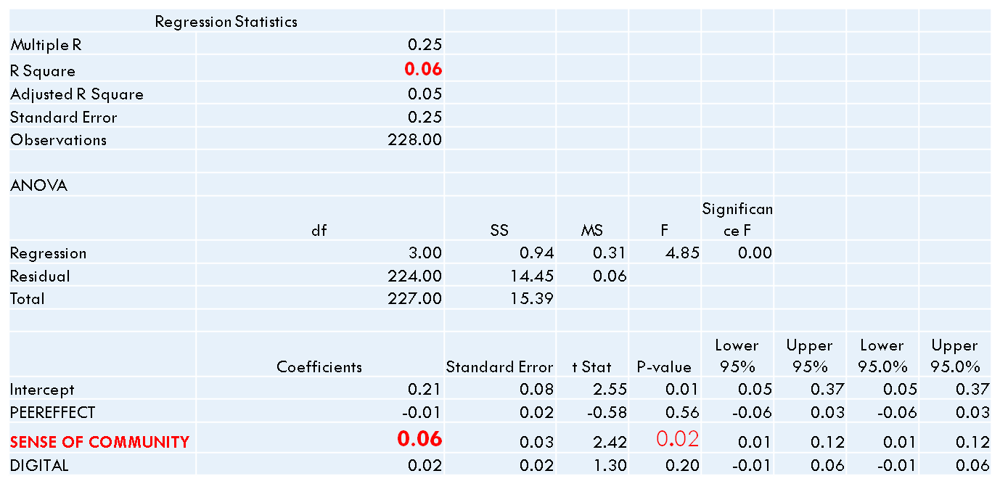 Regression Statistics
Multiple R 0.25
R Square 0.06
Adjusted R Square 0.05
Standard Error 0.25
Observations 228.00
ANOVA
df SS MS F Significan
ce F
Regression 3.00 0.94 0.31 4.85 0.00
Residual 224.00 14.45 0.06
Total 227.00 15.39
Coefficients Standard Error t Stat P-value Lower
95% Upper
95% Lower
95.0% Upper
95.0%
Intercept 0.21 0.08 2.55 0.01 0.05 0.37 0.05 0.37
PEEREFFECT -0.01 0.02 -0.58 0.56 -0.06 0.03 -0.06 0.03
SENSE OF COMMUNITY 0.06 0.03 2.42 0.02 0.01 0.12 0.01 0.12
DIGITAL 0.02 0.02 1.30 0.20 -0.01 0.06 -0.01 0.06